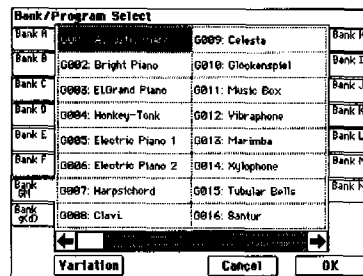 Bank/Program Select
Bank A
Bank B
Bank C
Bank D
Bank E
Bank F
Bank GM
Bank g(d)
G009: Celesta
G002: Bright Piano
G010: Glockenspiel
G003: ELGrand Piano
G011: Music Box
G004: Honkey-Tonk
G012: Vibraphone
G005: Electric Piano 1
G013: Marimba
G006: Electric Piano 2
G014: Xylophone
G007: Harpsichord
G015: Tubular Bells
G008: Clavi.
G016: Santur
Bank
Bank
Bank
Bank
Bank
Bank
Bank
Variation
Cancel
OK